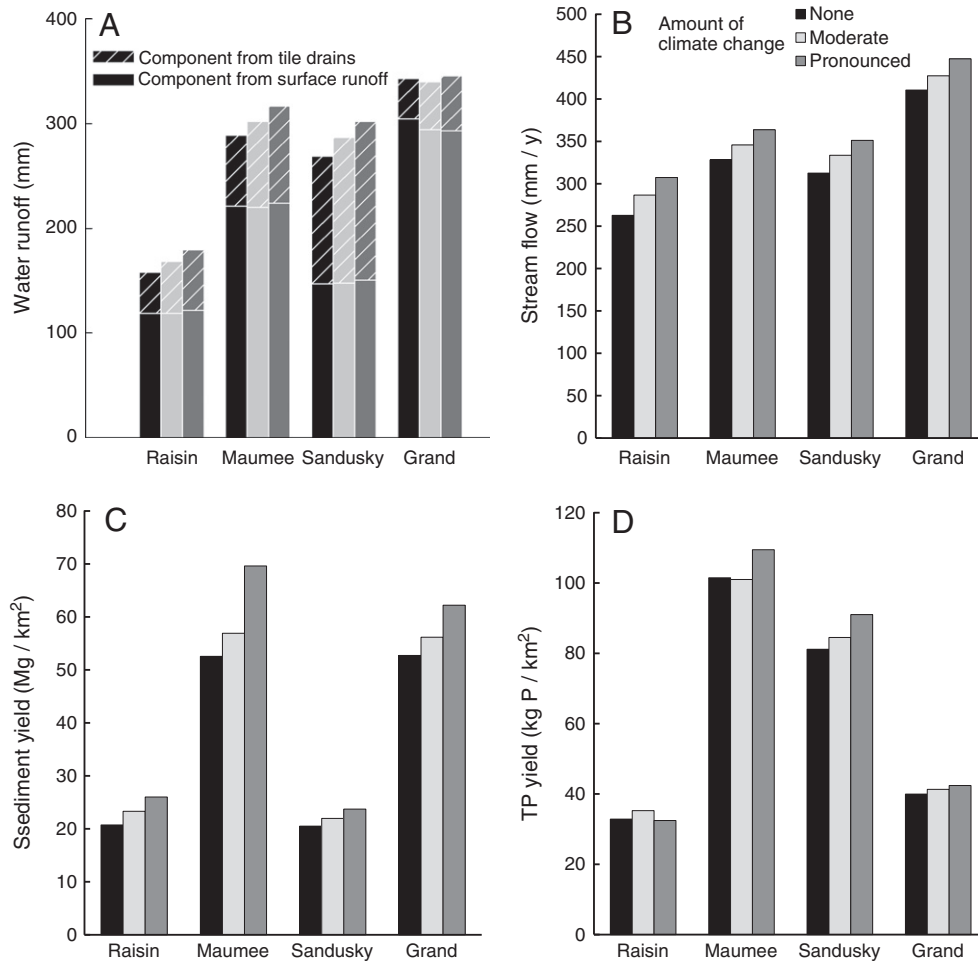 A
400
300
200
100
0
Water runoff (mm)
Component from tile drains
Component from surface runoff
Raisin Maumee Sandusky Grand
B
Amount of
climate change
None
Moderate
Pronounced
500
450
400
350
300
250
200
150
100
50
0
Stream flow (mm / y)
Raisin Maumee Sandusky Grand
C
80
70
60
50
40
30
20
10
0
Ssediment yield (Mg / km²)
Raisin Maumee Sandusky Grand
D
120
100
80
60
40
20
0
TP yield (kg P / km²)
Raisin Maumee Sandusky Grand